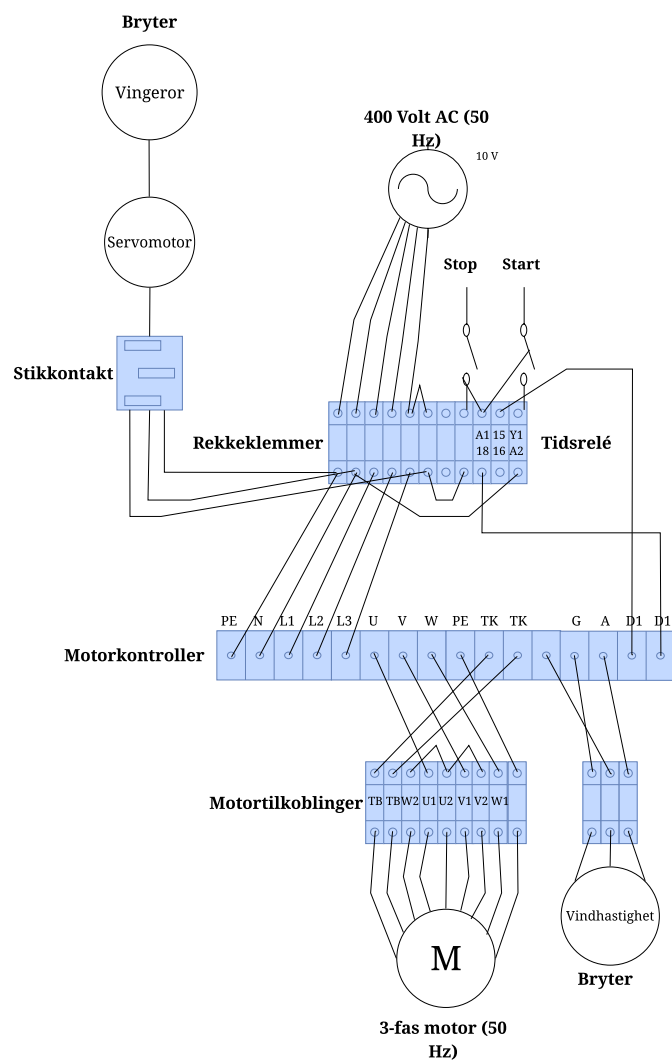 Bryter
Vingeror
400 Volt AC (50
Hz)
10 V
Servomotor
Stop Start
Stikkontakt
Rekkeklemmer
A1 15 Y1
18 16 A2
Tidsrelé
PE N L1 L2 L3 U V W PE TK TK G A D1 D1
Motorkontroller
Motortilkoblinger
TB TB W2 U1 U2 V1 V2 W1
Vindhastighet
M
Bryter
3-fas motor (50
Hz)